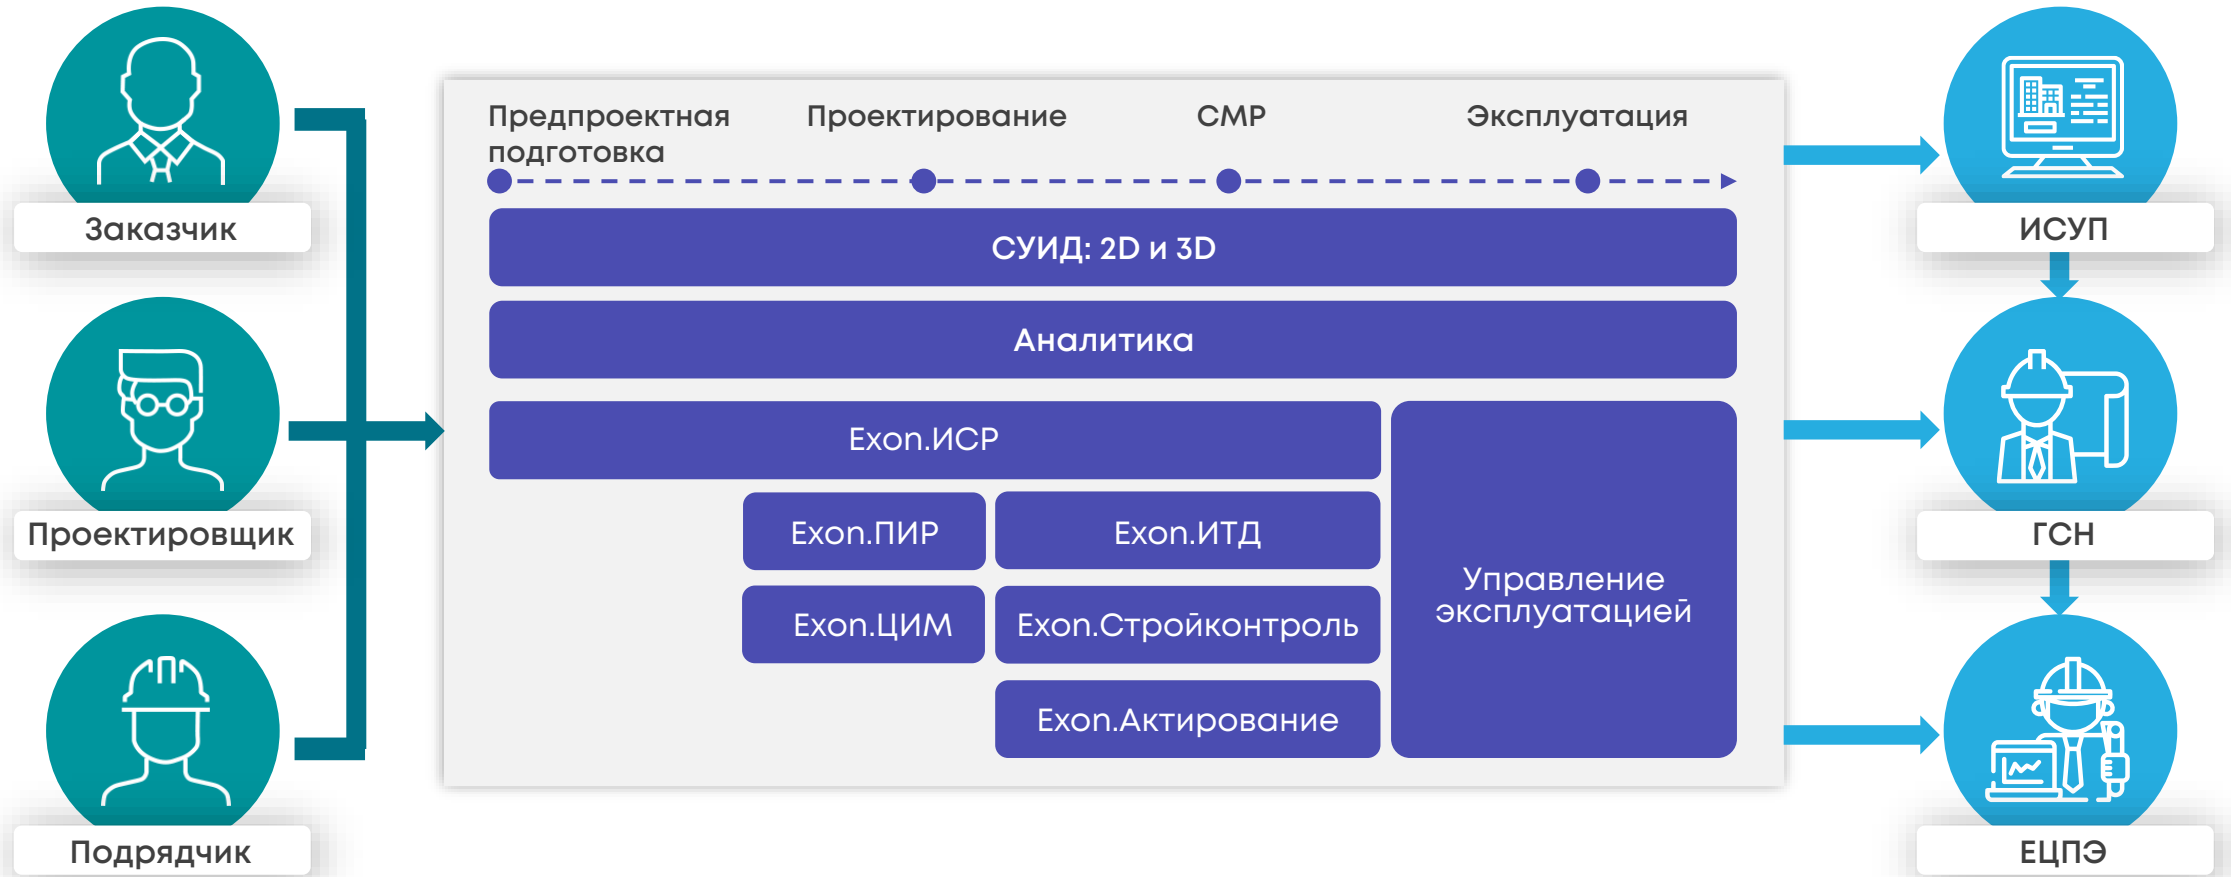 Заказчик
Проектировщик
Подрядчик
Предпроектная
подготовка
Проектирование
СМР
Эксплуатация
СУИД: 2D и 3D
Аналитика
Exon.ИСР
Exon.ПИР
Exon.ИТД
Exon.ЦИМ
Exon.Стройконтроль
Exon.Актирование
Управление
эксплуатацией
ИСУП
ГСН
ЕЦПЭ